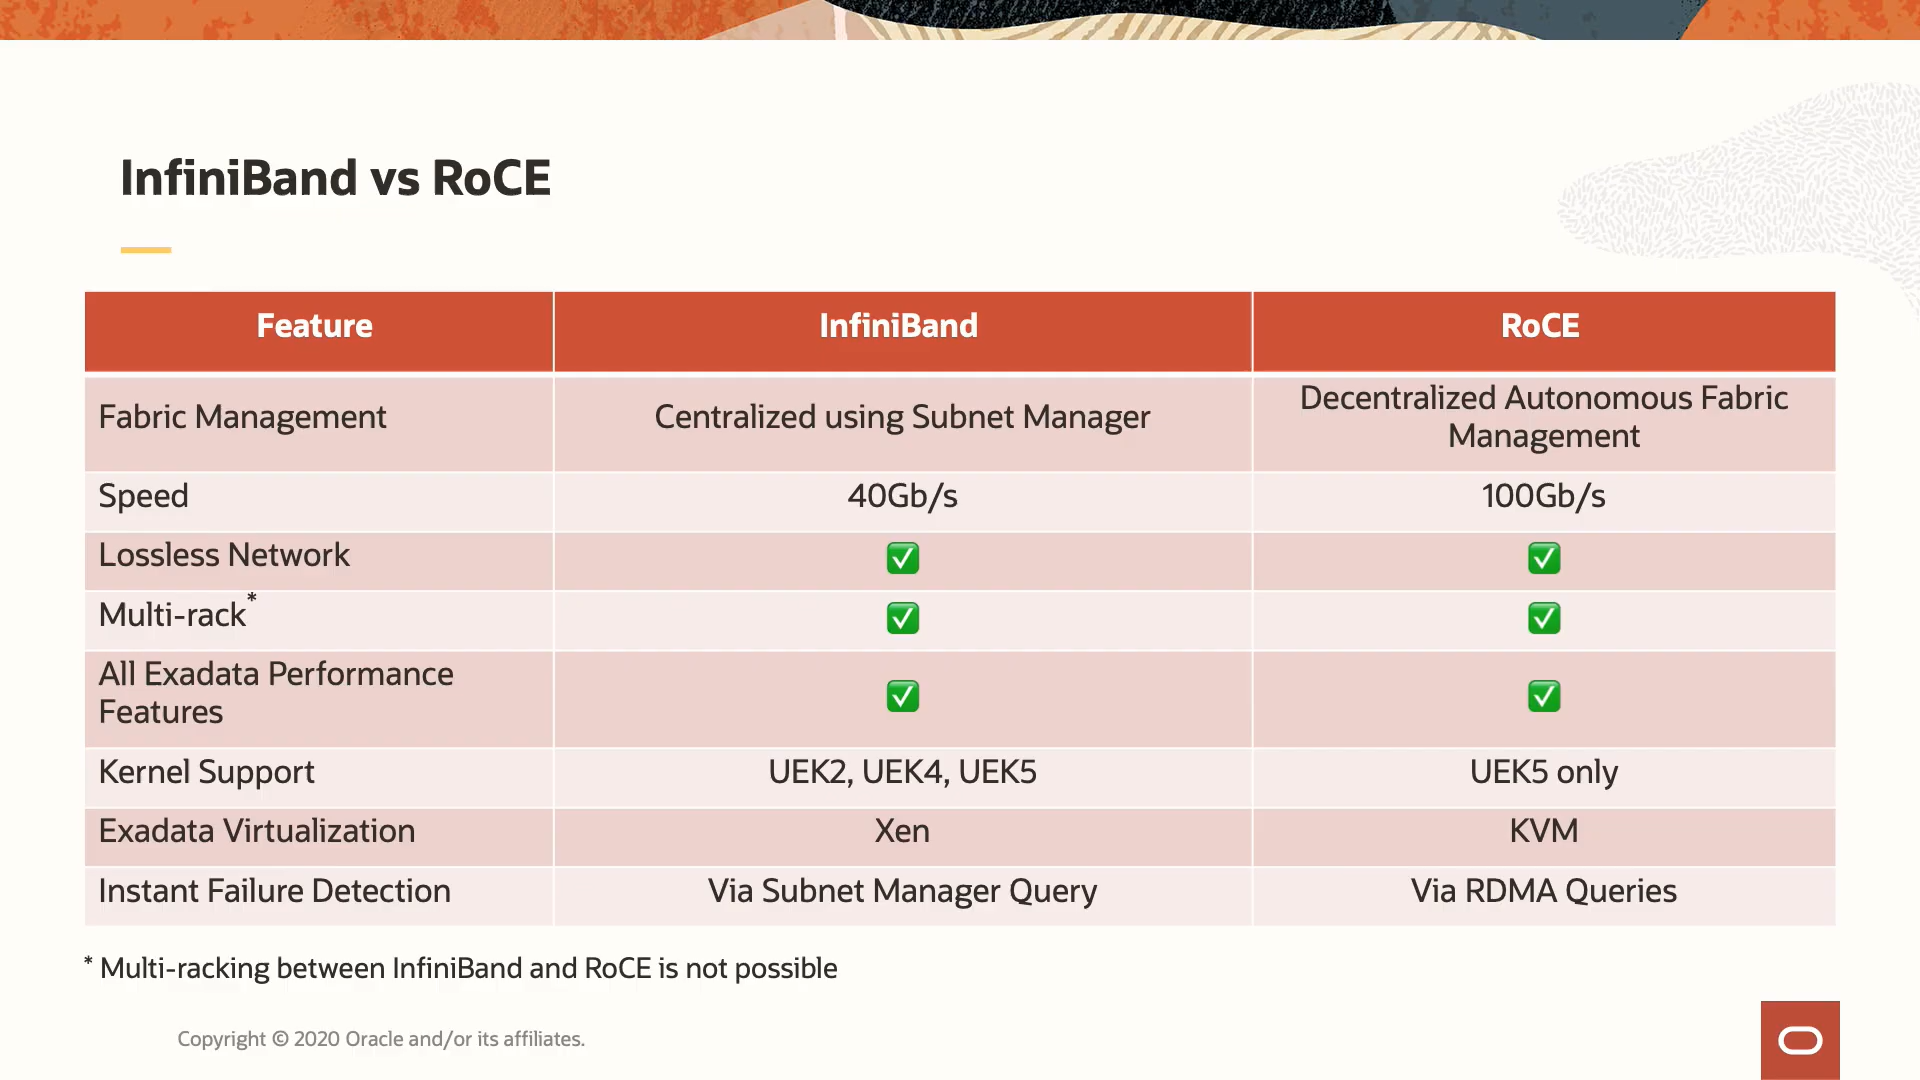 InfiniBand vs RoCE
Feature InfiniBand RoCE
Fabric Management Centralized using Subnet Manager Decentralized Autonomous Fabric
Management
Speed 40Gb/s 100Gb/s
Lossless Network ✅ ✅
Multi-rack* ✅ ✅
All Exadata Performance
Features ✅ ✅
Kernel Support UEK2, UEK4, UEK5 UEK5 only
Exadata Virtualization Xen KVM
Instant Failure Detection Via Subnet Manager Query Via RDMA Queries
* Multi-racking between InfiniBand and RoCE is not possible
Copyright © 2020 Oracle and/or its affiliates.